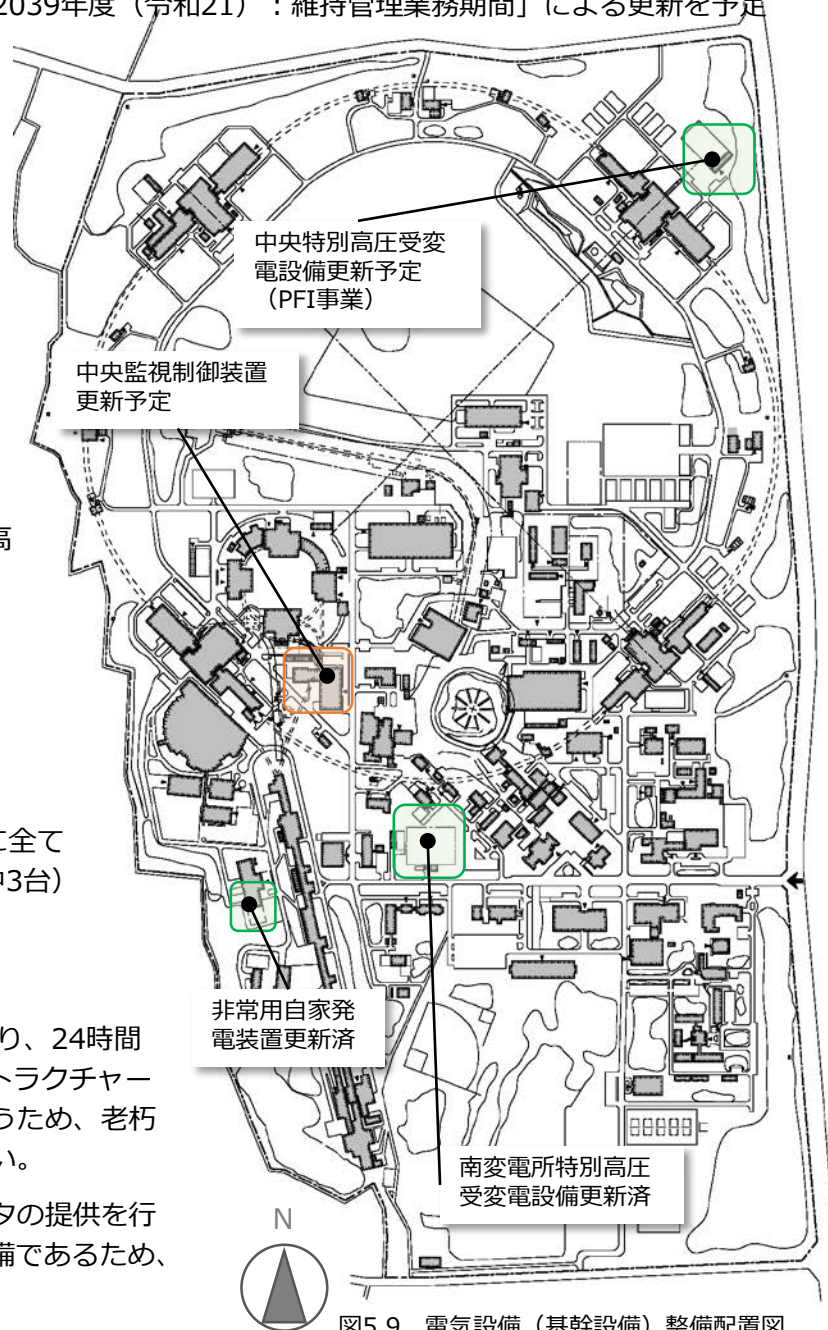 2039年度（令和21）：維持管理業務期間」による更新を予定
中央特別高圧受変
電設備更新予定
（PFI事業）
中央監視制御装置
更新予定
高
に全て
中3台）
非常用自家発
電装置更新済
り、24時間
トラクチャー
うため、老朽
い。
南変電所特別高圧
受変電設備更新済
タの提供を行
備であるため、
N
図5.9 電気設備（基幹設備）整備配置図